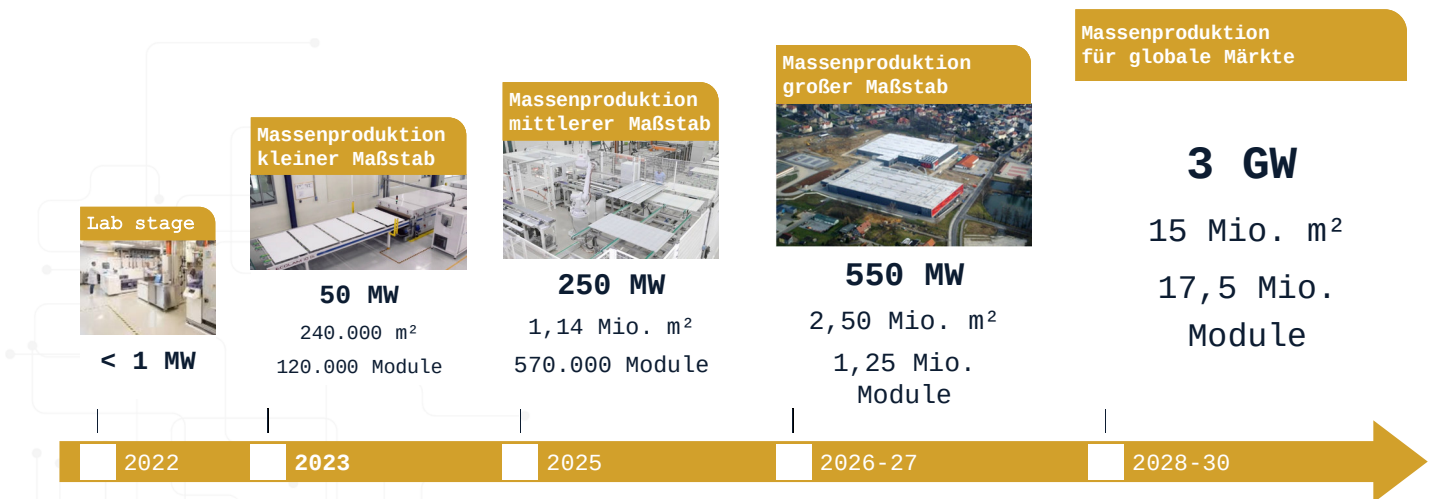 Lab stage
< 1 MW
Massenproduktion
kleiner Maßstab
50 MW
240.000 m²
120.000 Module
Massenproduktion
mittlerer Maßstab
250 MW
1,14 Mio. m²
570.000 Module
Massenproduktion
großer Maßstab
550 MW
2,50 Mio. m²
1,25 Mio.
Module
Massenproduktion
für globale Märkte
3 GW
15 Mio. m²
17,5 Mio.
Module
2022
2023
2025
2026-27
2028-30